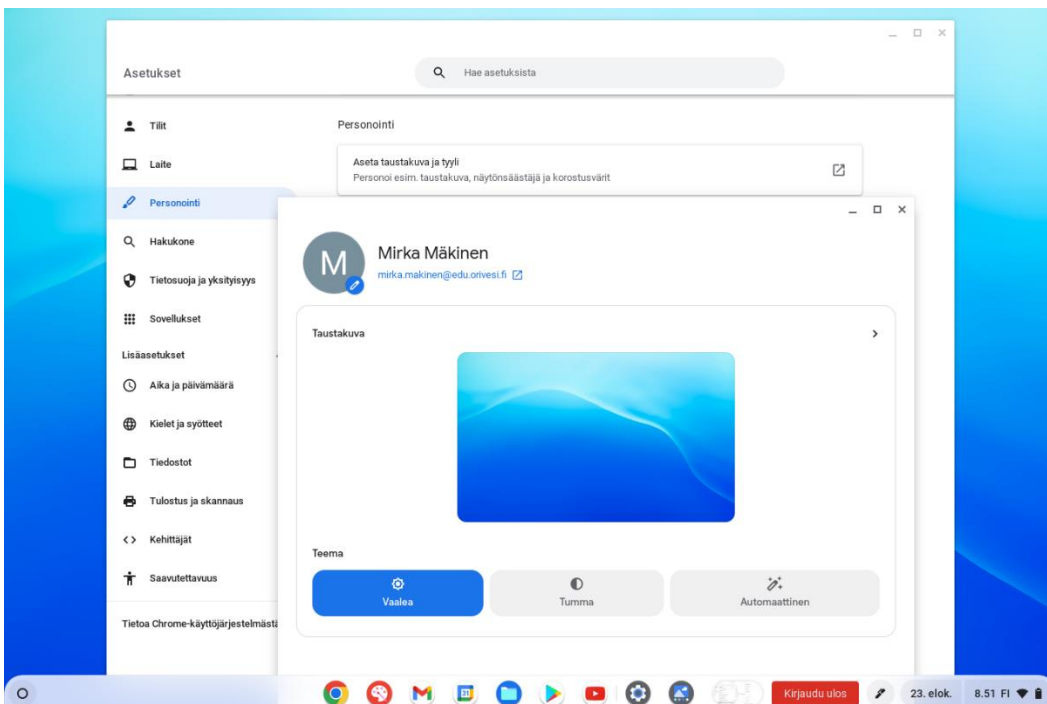 Asetukset
Hae asetuksista
Tilit
Laite
Personointi
Hakukone
Tietosuoja ja yksityisyys
Sovellukset
Lisäasetukset
Aika ja päivämäärä
Kielet ja syötteet
Tiedostot
Tulostus ja skannaus
Kehittäjät
Saavutettavuus
Tietoa Chrome-käyttöjärjestelmästä
Personointi
Aseta taustakuva ja tyyli
Personoi esim. taustakuva, näytönsäästäjä ja korostusvärit
M
Mirka Mäkinen
mirka.makinen@edu.orivesi.fi
Taustakuva
Teema
Vaalea
Tumma
Automaattinen
31
Kirjaudu ulos
23. elok.
8.51 FI